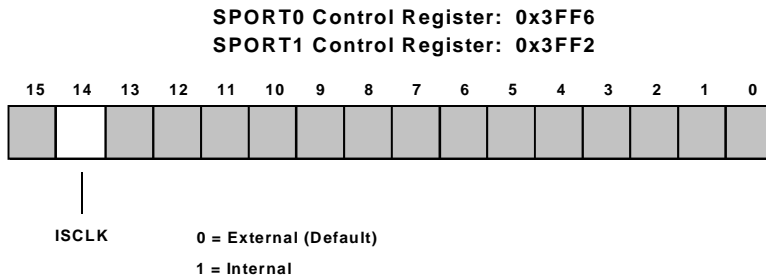 SPORT0 Control Register: 0x3FF6
SPORT1 Control Register: 0x3FF2
15 14 13 12 11 10 9 8 7 6 5 4 3 2 1 0
ISCLK 0 = External (Default)
1 = Internal